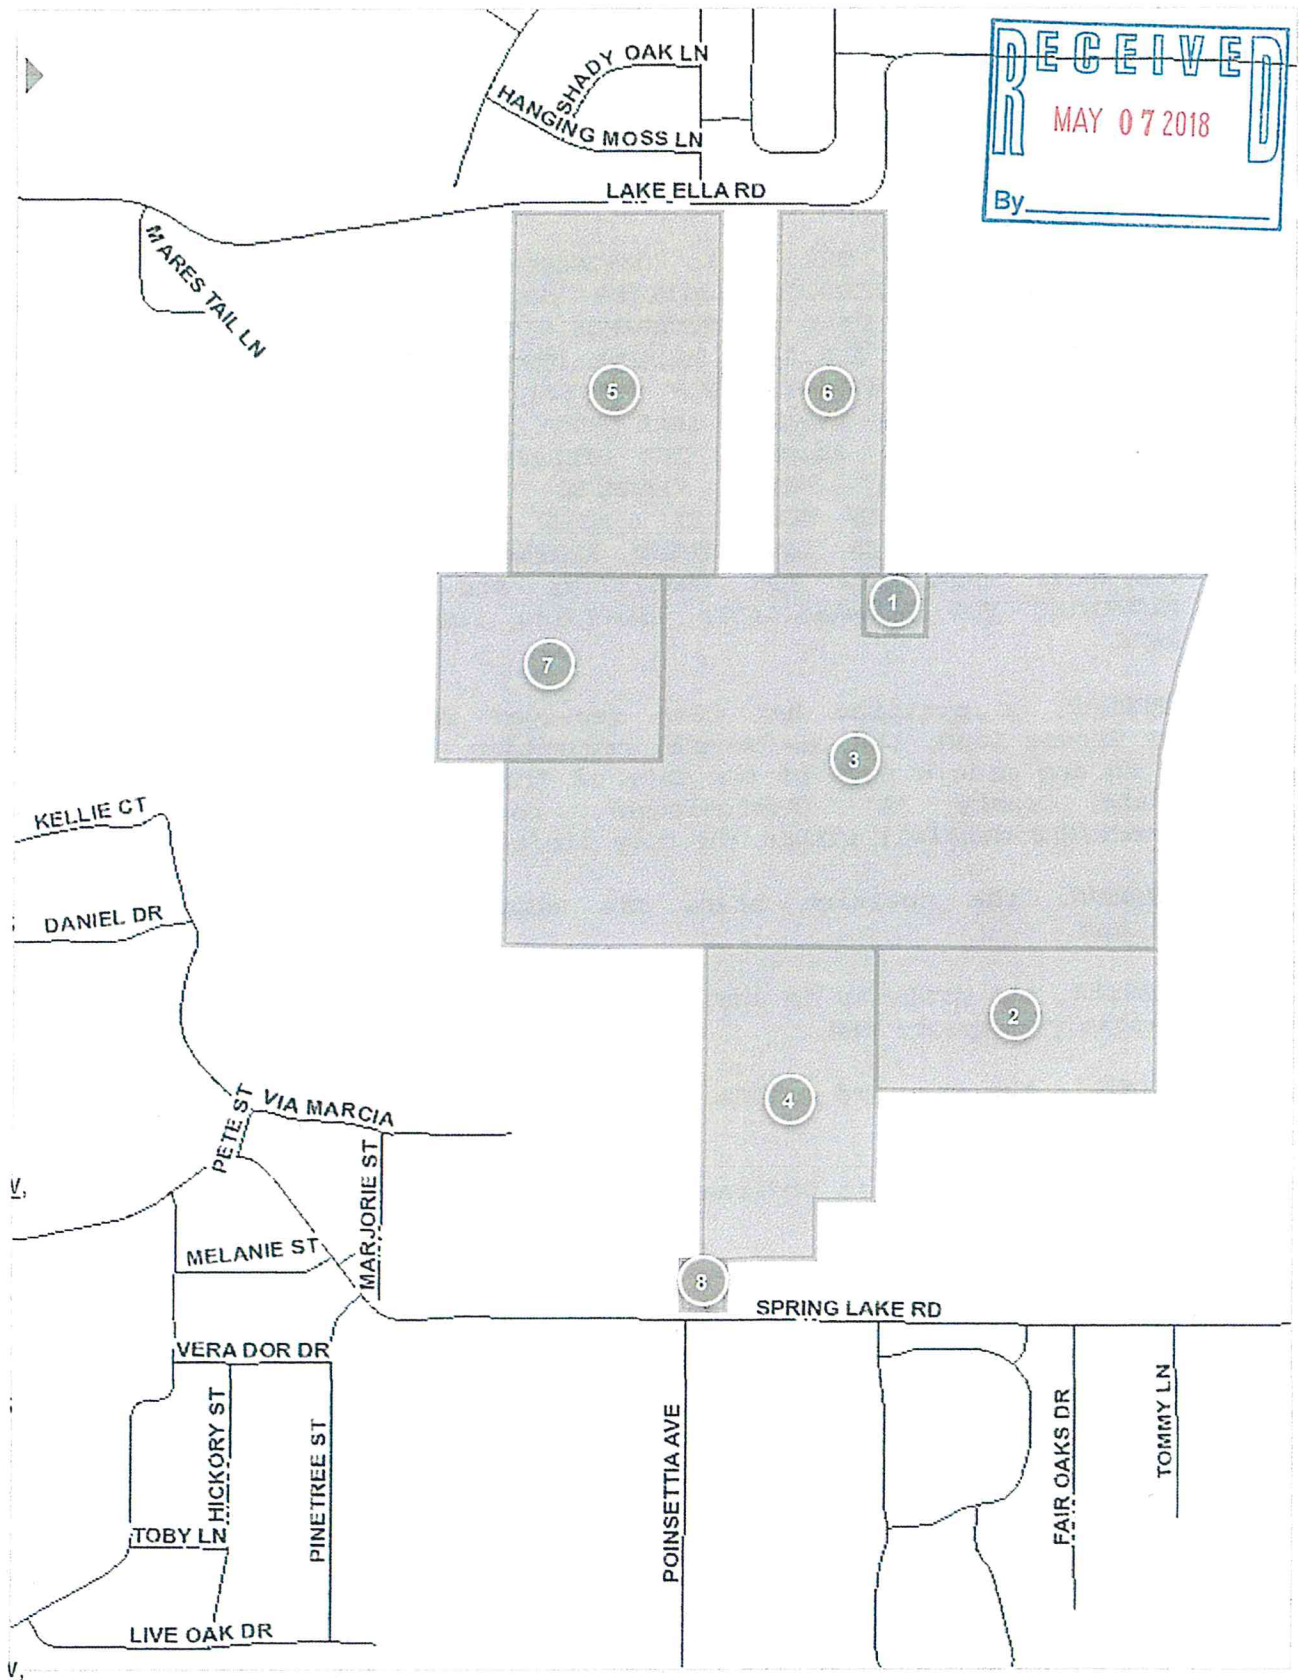 SHADY OAK LN
HANGING MOSS LN
LAKE ELLA RD
RECEIVED
MAY 07 2018
By
MARES TAIL LN
5
6
1
7
3
KELLIE CT
DANIEL DR
2
4
PETE ST
VIA MARCIA
MARJORIE ST
MELANIE ST
8
SPRING LAKE RD
VERA DOR DR
HICKORY ST
PINETREE ST
POINSETTIA AVE
FAIR OAKS DR
TOMMY LN
TOBY LN
LIVE OAK DR